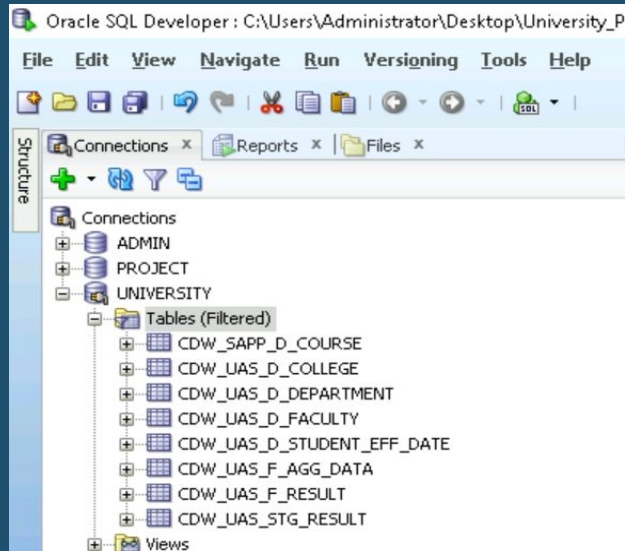 Oracle SQL Developer : C:\Users\Administrator\Desktop\University_P
File Edit View Navigate Run Versioning Tools Help
SQL
Structure
Connections x Reports x Files x
Connections
ADMIN
PROJECT
UNIVERSITY
Tables (Filtered)
CDW_SAPP_D_COURSE
CDW_UAS_D_COLLEGE
CDW_UAS_D_DEPARTMENT
CDW_UAS_D_FACULTY
CDW_UAS_D_STUDENT_EFF_DATE
CDW_UAS_F_AGG_DATA
CDW_UAS_F_RESULT
CDW_UAS_STG_RESULT
Views